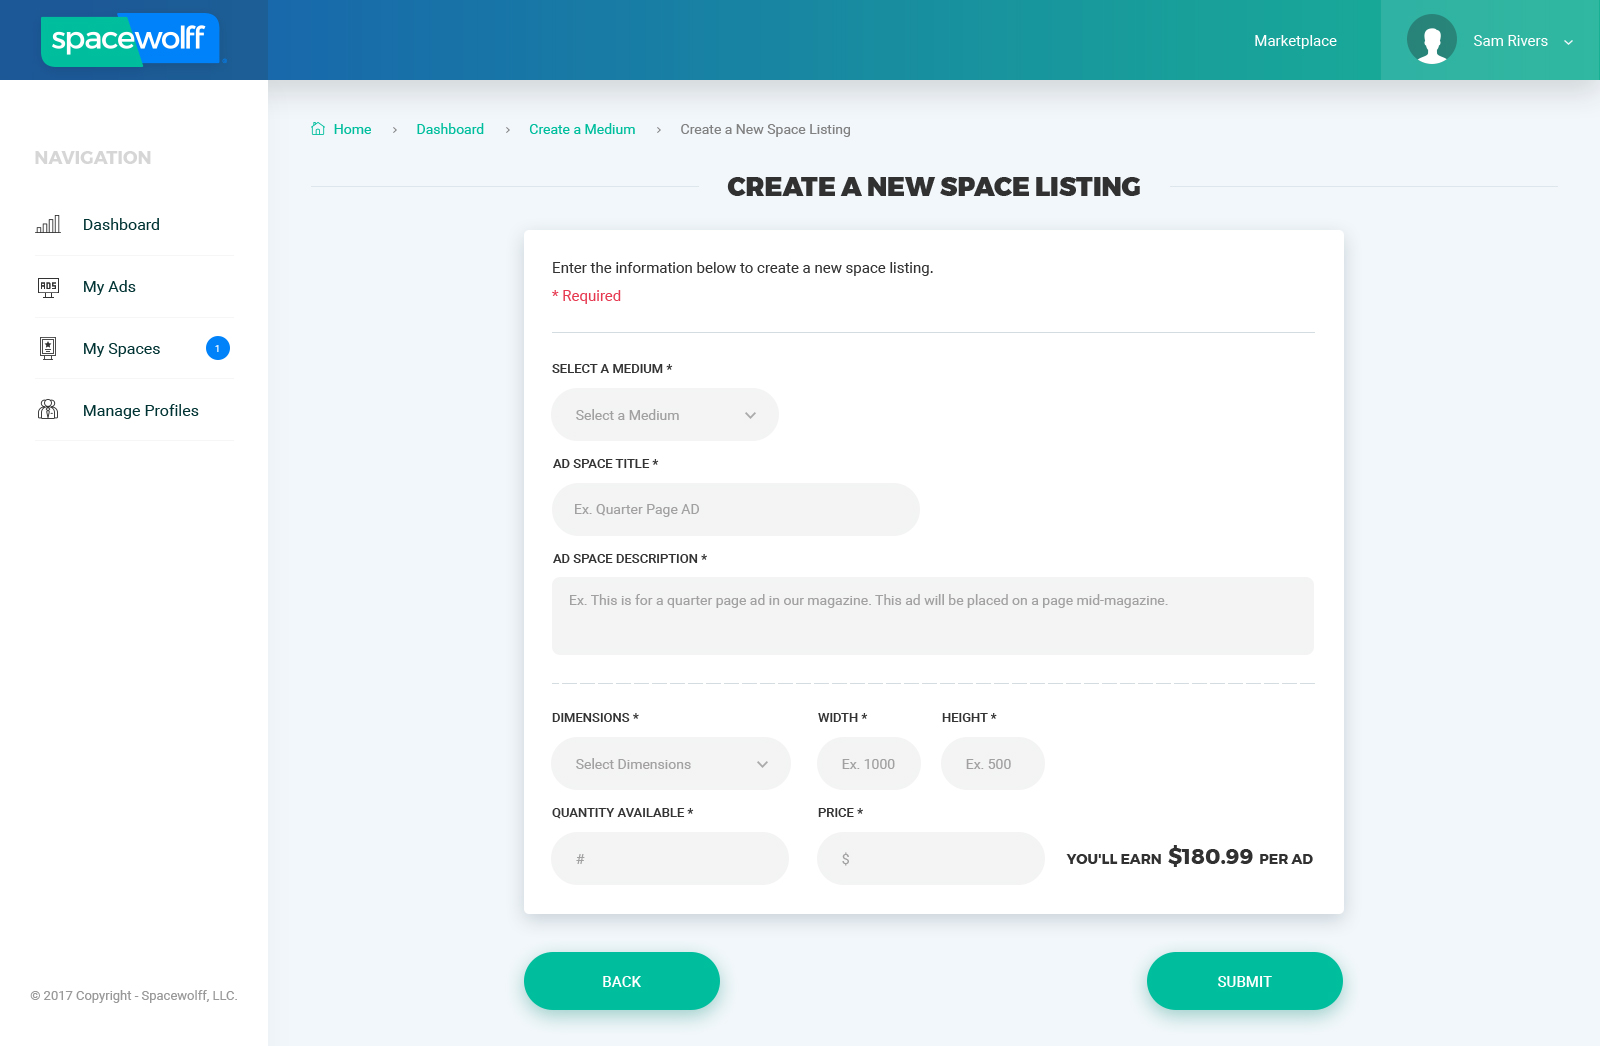 spacewolff
Marketplace
Sam Rivers
Home
Dashboard
Create a Medium
Create a New Space Listing
NAVIGATION
Dashboard
ADS
My Ads
My Spaces
1
Manage Profiles
CREATE A NEW SPACE LISTING
Enter the information below to create a new space listing.
* Required
SELECT A MEDIUM *
Select a Medium
AD SPACE TITLE *
Ex. Quarter Page AD
AD SPACE DESCRIPTION *
Ex. This is for a quarter page ad in our magazine. This ad will be placed on a page mid-magazine.
DIMENSIONS *
WIDTH *
HEIGHT *
Select Dimensions
Ex. 1000
Ex. 500
QUANTITY AVAILABLE *
PRICE *
#
$
YOU'LL EARN $180.99 PER AD
BACK
SUBMIT
© 2017 Copyright - Spacewolff, LLC.